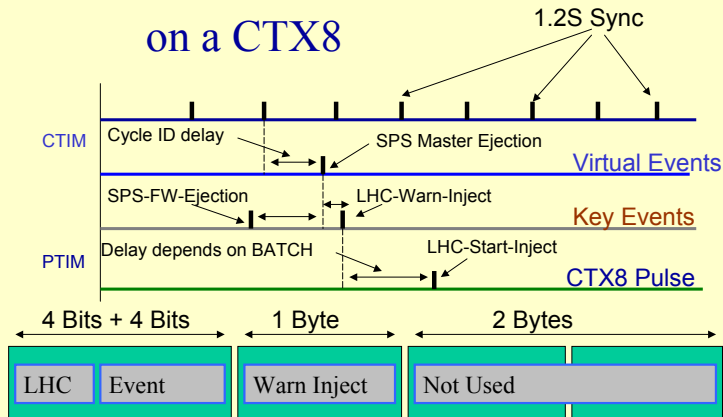 on a CTX8
1.2S Sync
CTIM
Cycle ID delay
SPS Master Ejection
Virtual Events
SPS-FW-Ejection
LHC-Warn-Inject
Key Events
PTIM
Delay depends on BATCH
LHC-Start-Inject
CTX8 Pulse
4 Bits + 4 Bits
1 Byte
2 Bytes
LHC
Event
Warn Inject
Not Used